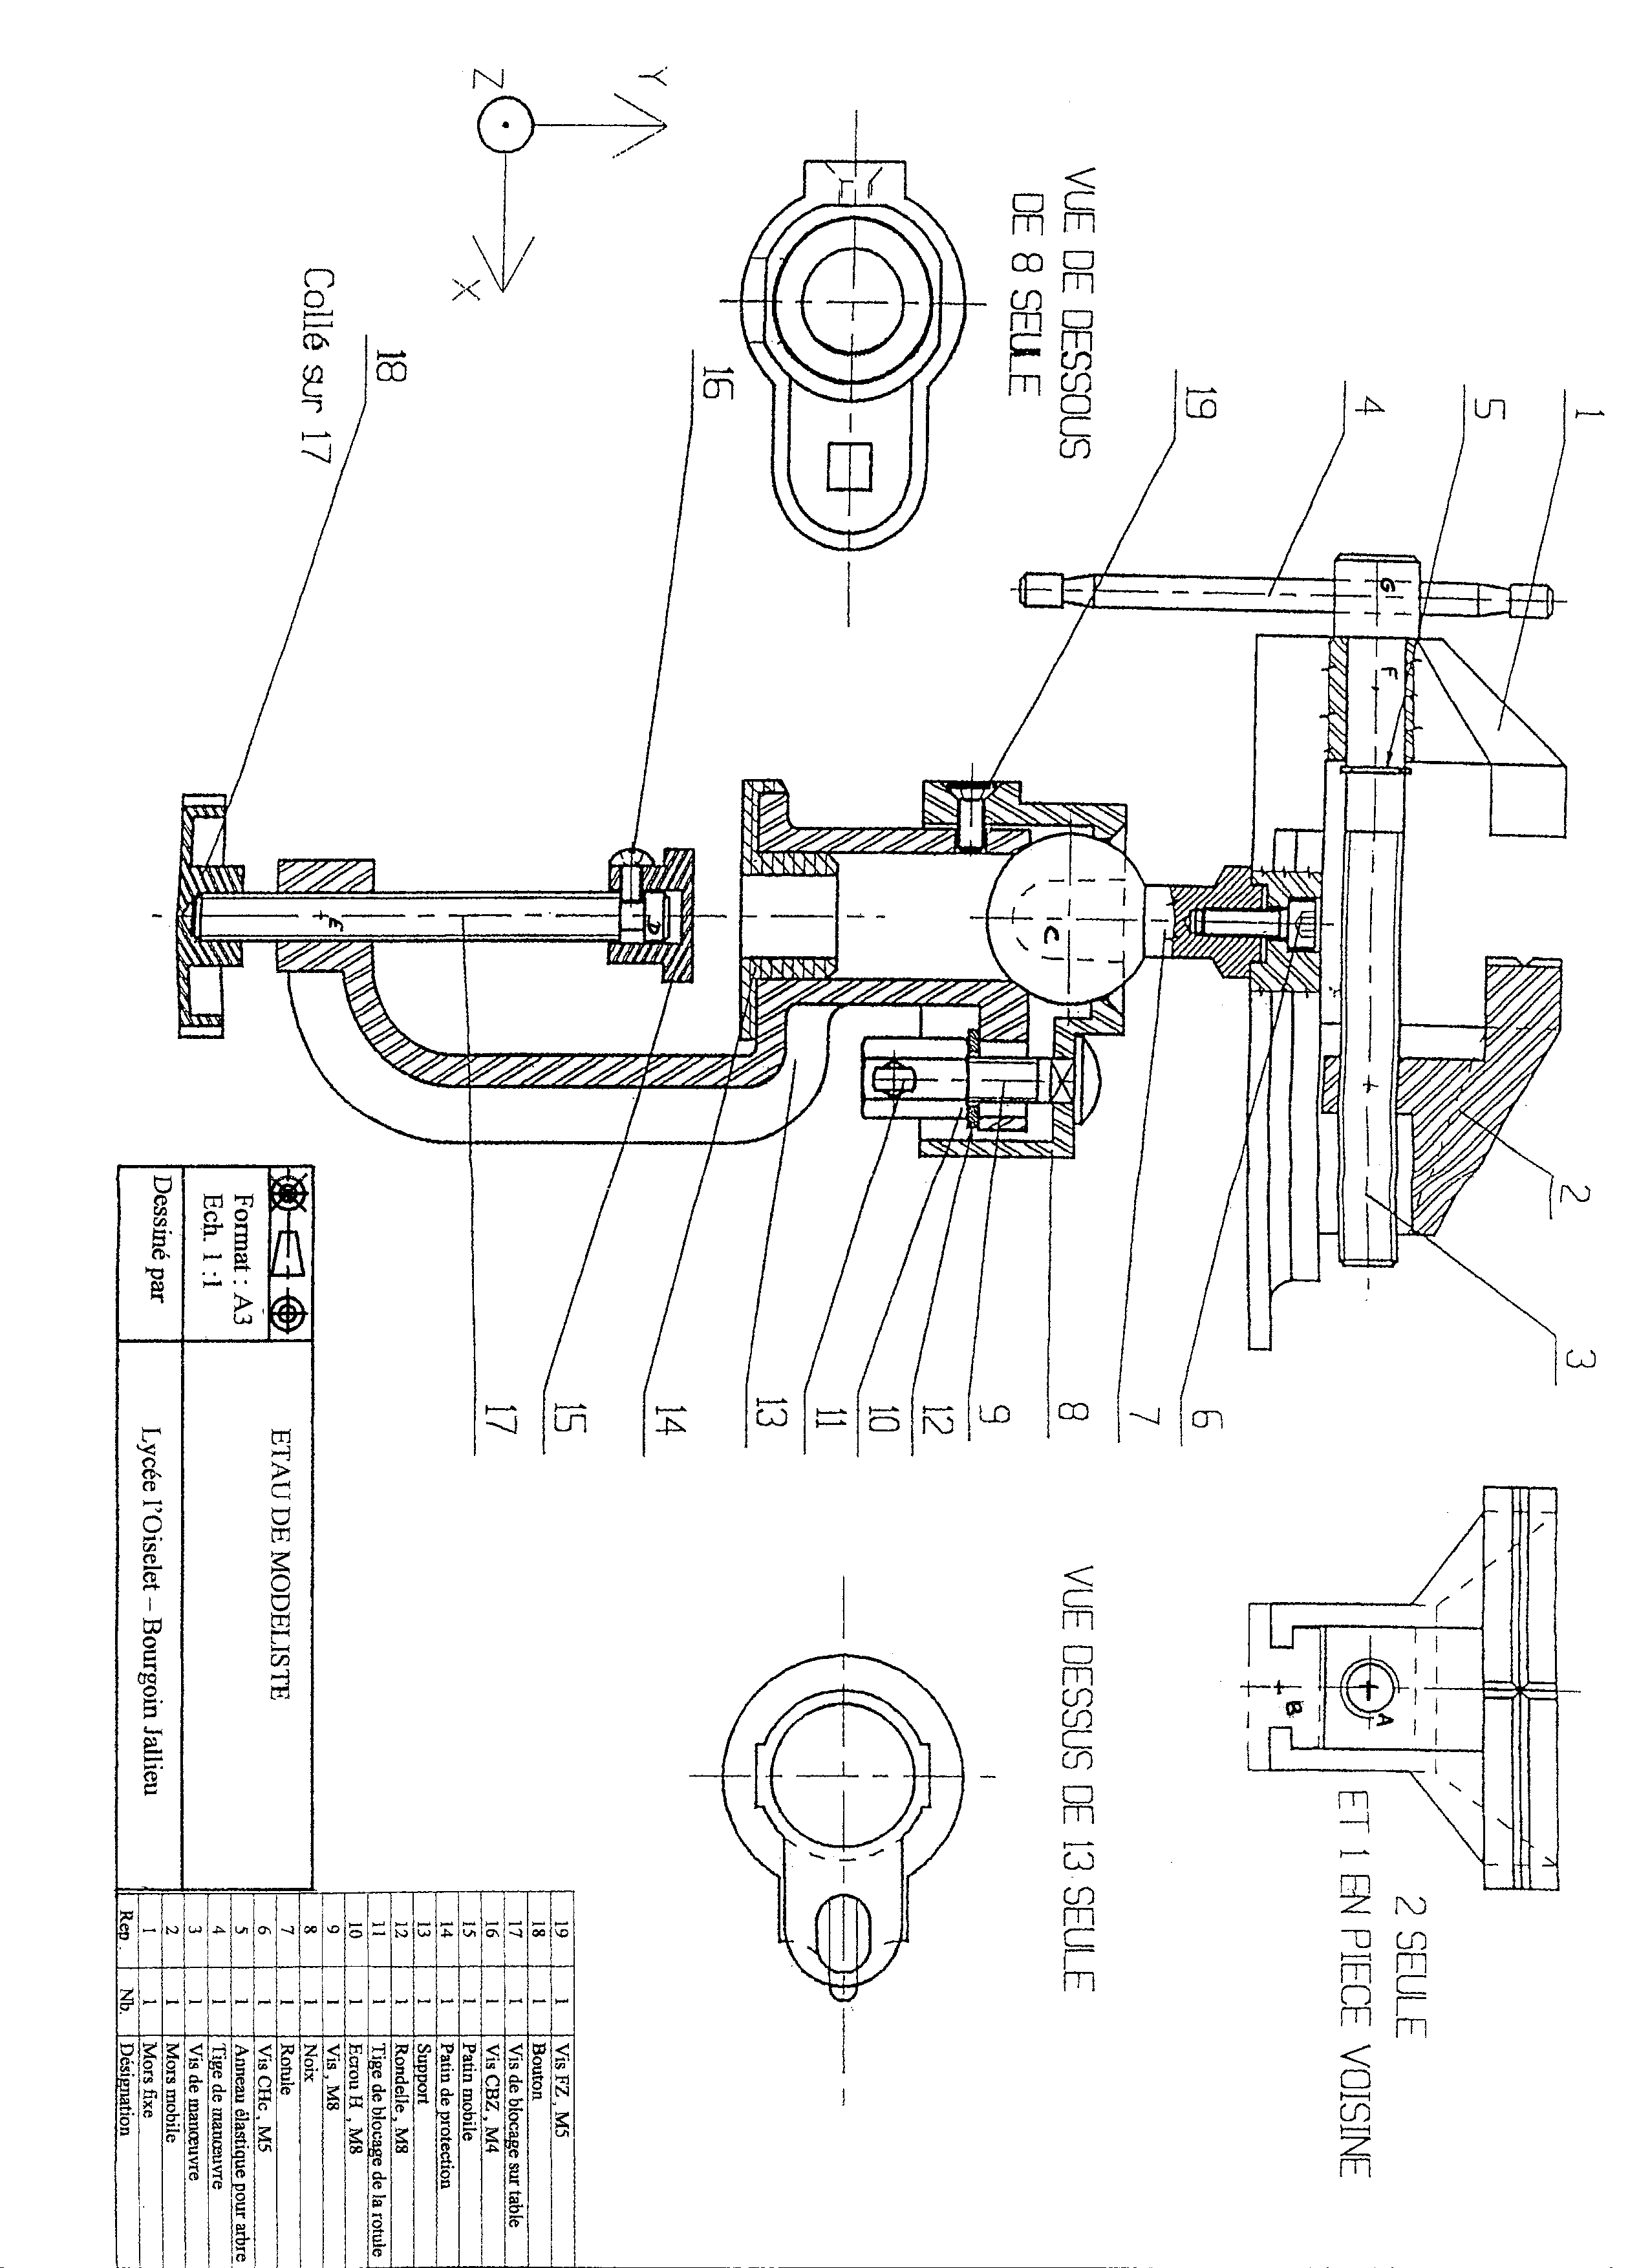 1
5
4
19
VUE DE DESSOUS
DE 8 SEULE
16
18
Collé sur 17
Y
Z
X
G
F
C
D
E
2
3
6
7
8
9
12
10
11
13
14
15
17
2 SEULE
ET 1 EN PIECE VOISINE
A
B
VUE DESSUS DE 13 SEULE
Format : A3
Ech. 1 :1
Dessiné par
ETAU DE MODELISTE
Lycée l'Oiselet – Bourgoin Jallieu
19 1 Vis FZ , M5
18 1 Bouton
17 1 Vis de blocage sur table
16 1 Vis CBZ , M4
15 1 Patin mobile
14 1 Patin de protection
13 1 Support
12 1 Rondelle , M8
11 1 Tige de blocage de la rotule
10 1 Ecrou H , M8
9 1 Vis , M8
8 1 Noix
7 1 Rotule
6 1 Vis CHc , M5
5 1 Anneau élastique pour arbre
4 1 Tige de manœuvre
3 1 Vis de manœuvre
2 1 Mors mobile
1 1 Mors fixe
Rep. Nb. Désignation